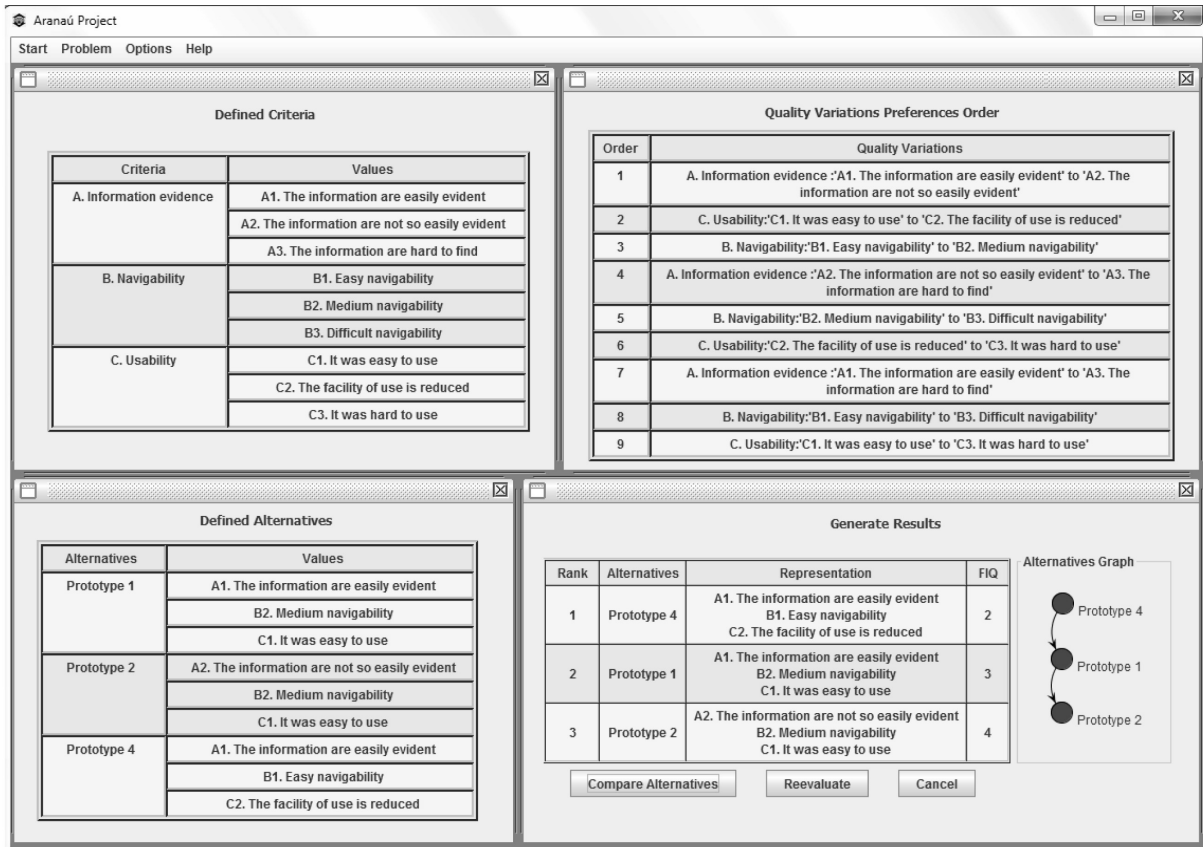 Aranaú Project
Start Problem Options Help
Defined Criteria
Criteria Values
A. Information evidence
A1. The information are easily evident
A2. The information are not so easily evident
A3. The information are hard to find
B. Navigability
B1. Easy navigability
B2. Medium navigability
B3. Difficult navigability
C. Usability
C1. It was easy to use
C2. The facility of use is reduced
C3. It was hard to use
Quality Variations Preferences Order
Order Quality Variations
1 A. Information evidence :'A1. The information are easily evident' to 'A2. The
information are not so easily evident'
2 C. Usability:'C1. It was easy to use' to 'C2. The facility of use is reduced'
3 B. Navigability:'B1. Easy navigability' to 'B2. Medium navigability'
4 A. Information evidence :'A2. The information are not so easily evident' to 'A3. The
information are hard to find'
5 B. Navigability:'B2. Medium navigability' to 'B3. Difficult navigability'
6 C. Usability:'C2. The facility of use is reduced' to 'C3. It was hard to use'
7 A. Information evidence :'A1. The information are easily evident' to 'A3. The
information are hard to find'
8 B. Navigability:'B1. Easy navigability' to 'B3. Difficult navigability'
9 C. Usability:'C1. It was easy to use' to 'C3. It was hard to use'
Defined Alternatives
Alternatives Values
Prototype 1
A1. The information are easily evident
B2. Medium navigability
C1. It was easy to use
Prototype 2
A2. The information are not so easily evident
B2. Medium navigability
C1. It was easy to use
Prototype 4
A1. The information are easily evident
B1. Easy navigability
C2. The facility of use is reduced
Generate Results
Rank Alternatives Representation FIQ
A1. The information are easily evident
1 Prototype 4 B1. Easy navigability 2
C2. The facility of use is reduced
A1. The information are easily evident
2 Prototype 1 B2. Medium navigability 3
C1. It was easy to use
A2. The information are not so easily evident
3 Prototype 2 B2. Medium navigability 4
C1. It was easy to use
Alternatives Graph
Prototype 4
Prototype 1
Prototype 2
Compare Alternatives Reevaluate Cancel